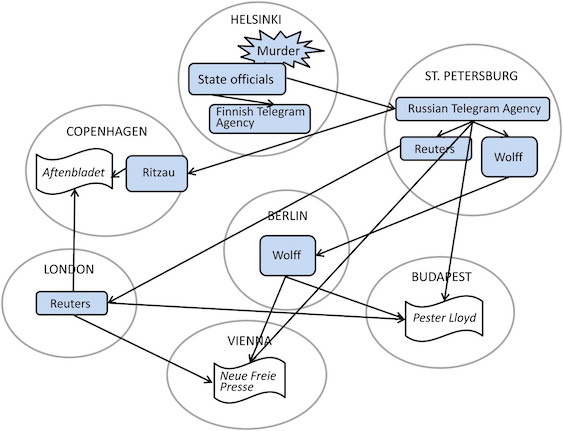 HELSINKI
Murder
State officials
Finnish Telegram
Agency
ST. PETERSBURG
Russian Telegram Agency
Reuters
Wolff
COPENHAGEN
Aftenbladet
Ritzau
BERLIN
Wolff
LONDON
Reuters
BUDAPEST
Pester Lloyd
VIENNA
Neue Freie
Presse